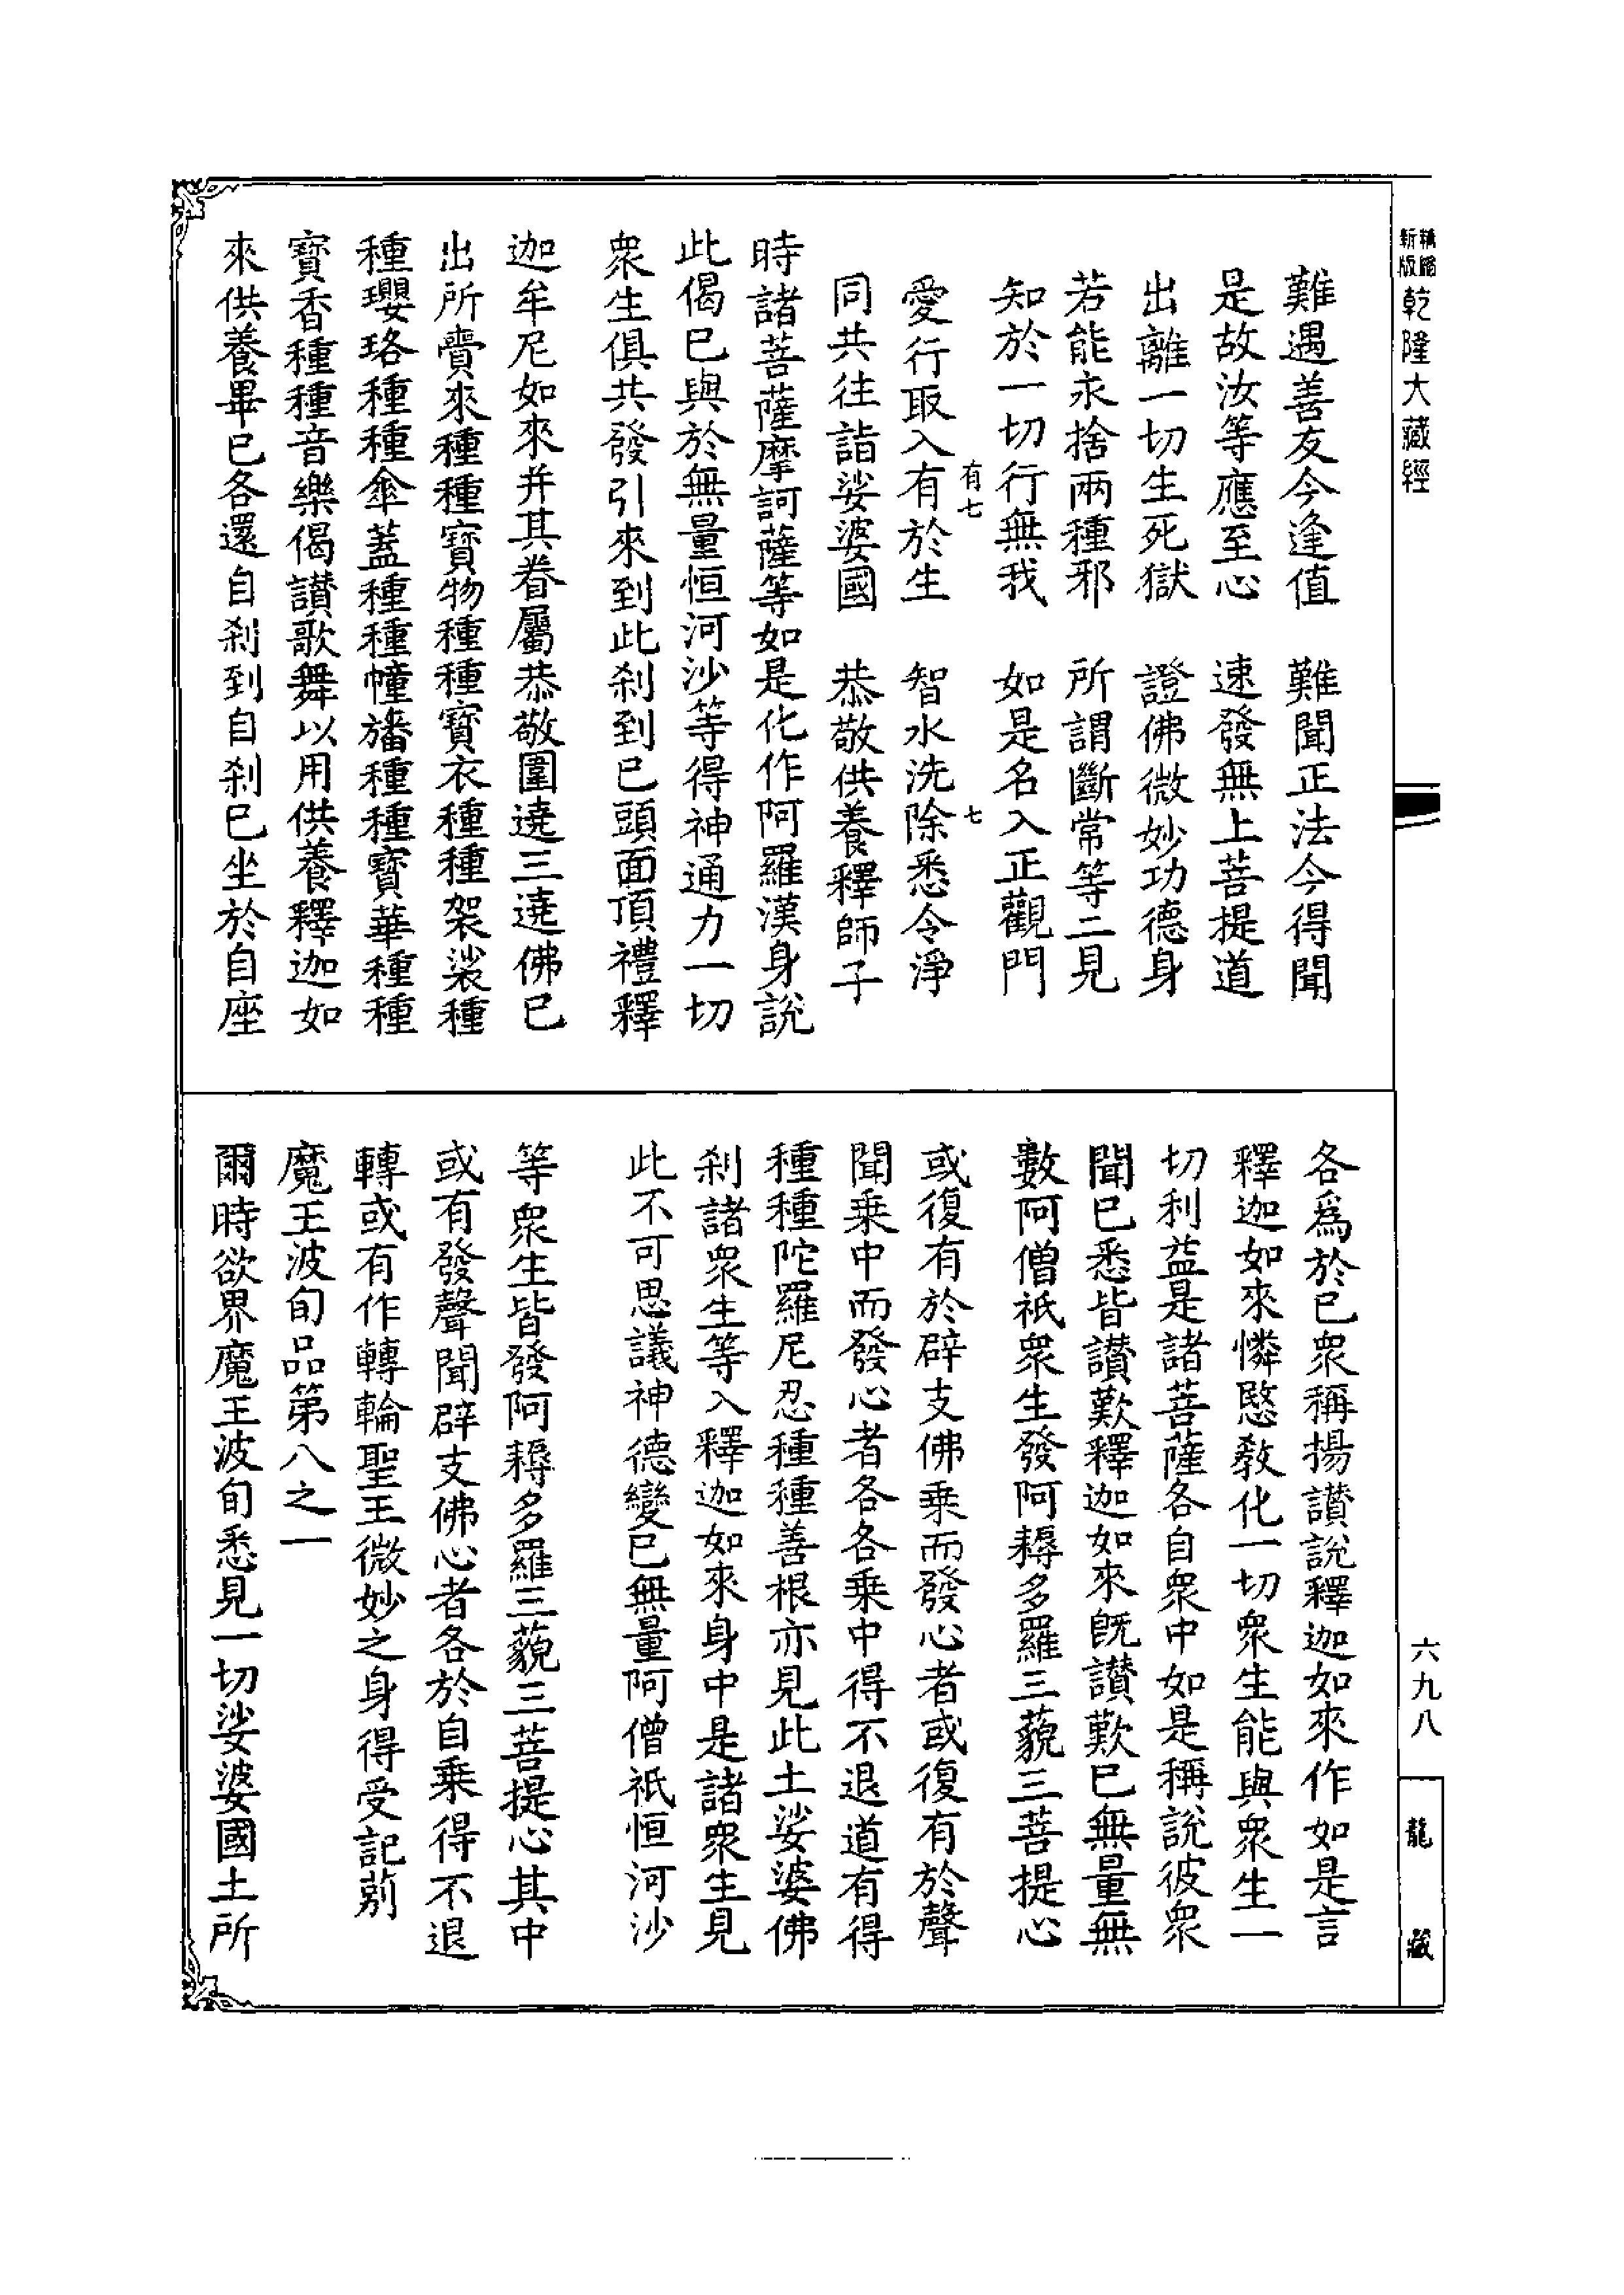 新版
乾隆大藏經
難遇善友今逢值　難聞正法今得聞
是故汝等應至心　速發無上菩提道
出離一切生死獄　證佛微妙功德身
若能永捨兩種邪　所謂斷常等二見
知於一切行無我　如是名入正觀門
有七　七
愛行取入有於生　智水洗除悉令淨
同共往詣娑婆國　恭敬供養釋師子
時諸菩薩摩訶薩等如是化作阿羅漢身說
此偈已與於無量恒河沙等得神通力一切
衆生俱共發引來到此刹到已頭面頂禮釋
迦牟尼如來并其眷屬恭敬圍遶三遶佛已
出所賷來種種寶物種種寶衣種種袈裟種
種瓔珞種種傘蓋種種幢旛種種寶華種種
寶香種種音樂偈讃歌舞以用供養釋迦如
來供養畢已各還自刹到自刹已坐於自座
各爲於已衆稱揚讃說釋迦如來作如是言
釋迦如來憐愍教化一切衆生能與衆生一
切利益是諸菩薩各自衆中如是稱說彼衆
聞已悉皆讃歎釋迦如來旣讃歎已無量無
數阿僧祇衆生發阿耨多羅三藐三菩提心
或復有於辟支佛乗而發心者或復有於聲
聞乗中而發心者各各乗中得不退道有得
種種陀羅尼忍種種善根亦見此土娑婆佛
刹諸衆生等入釋迦如來身中是諸衆生見
此不可思議神德變已無量阿僧祇恒河沙
等衆生皆發阿耨多羅三藐三菩提心其中
或有發聲聞辟支佛心者各於自乗得不退
轉或有作轉輪聖王微妙之身得受記莂
魔王波旬品第八之一
爾時欲界魔王波旬悉見一切娑婆國土所
六九八
龍藏